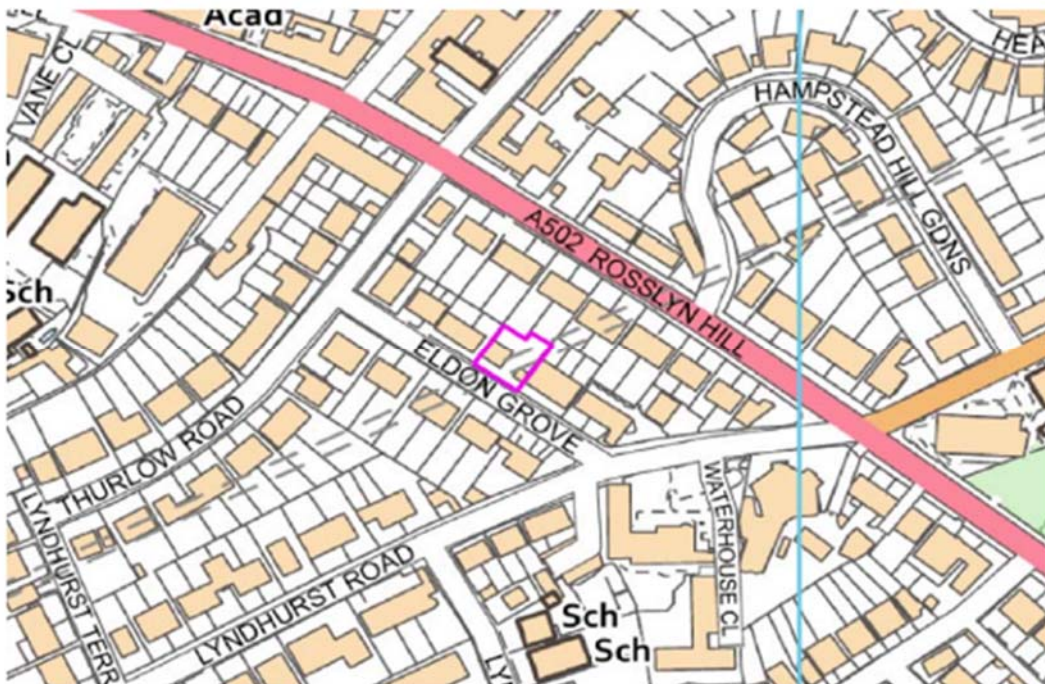 Acad
VANE CL
HAMPSTEAD HILL GDNS
A502 ROSSLYN HILL
Sch
ELDON GROVE
THURLOW ROAD
LYNDHURST TERR
LYNDHURST ROAD
WATERHOUSE CL
Sch
Sch